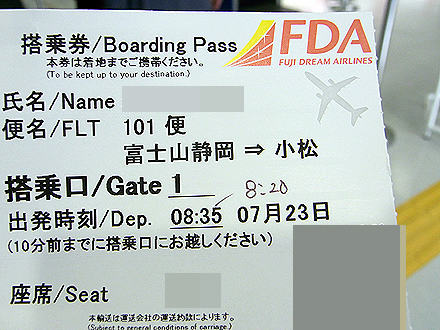 搭乗券/Boarding Pass
本券は着地までご携帯ください。
(To be kept up to your destination.)
FDA
FUJI DREAM AIRLINES
氏名/Name
便名/FLT 101 便
富士山静岡 ⇒ 小松
搭乗口/Gate 1
8:20
出発時刻/Dep. 08:35 07月23日
(10分前までに搭乗口にお越しください)
座席/Seat
本輸送は運送会社の運送約款によります。
(Subject to general conditions of carriage.)